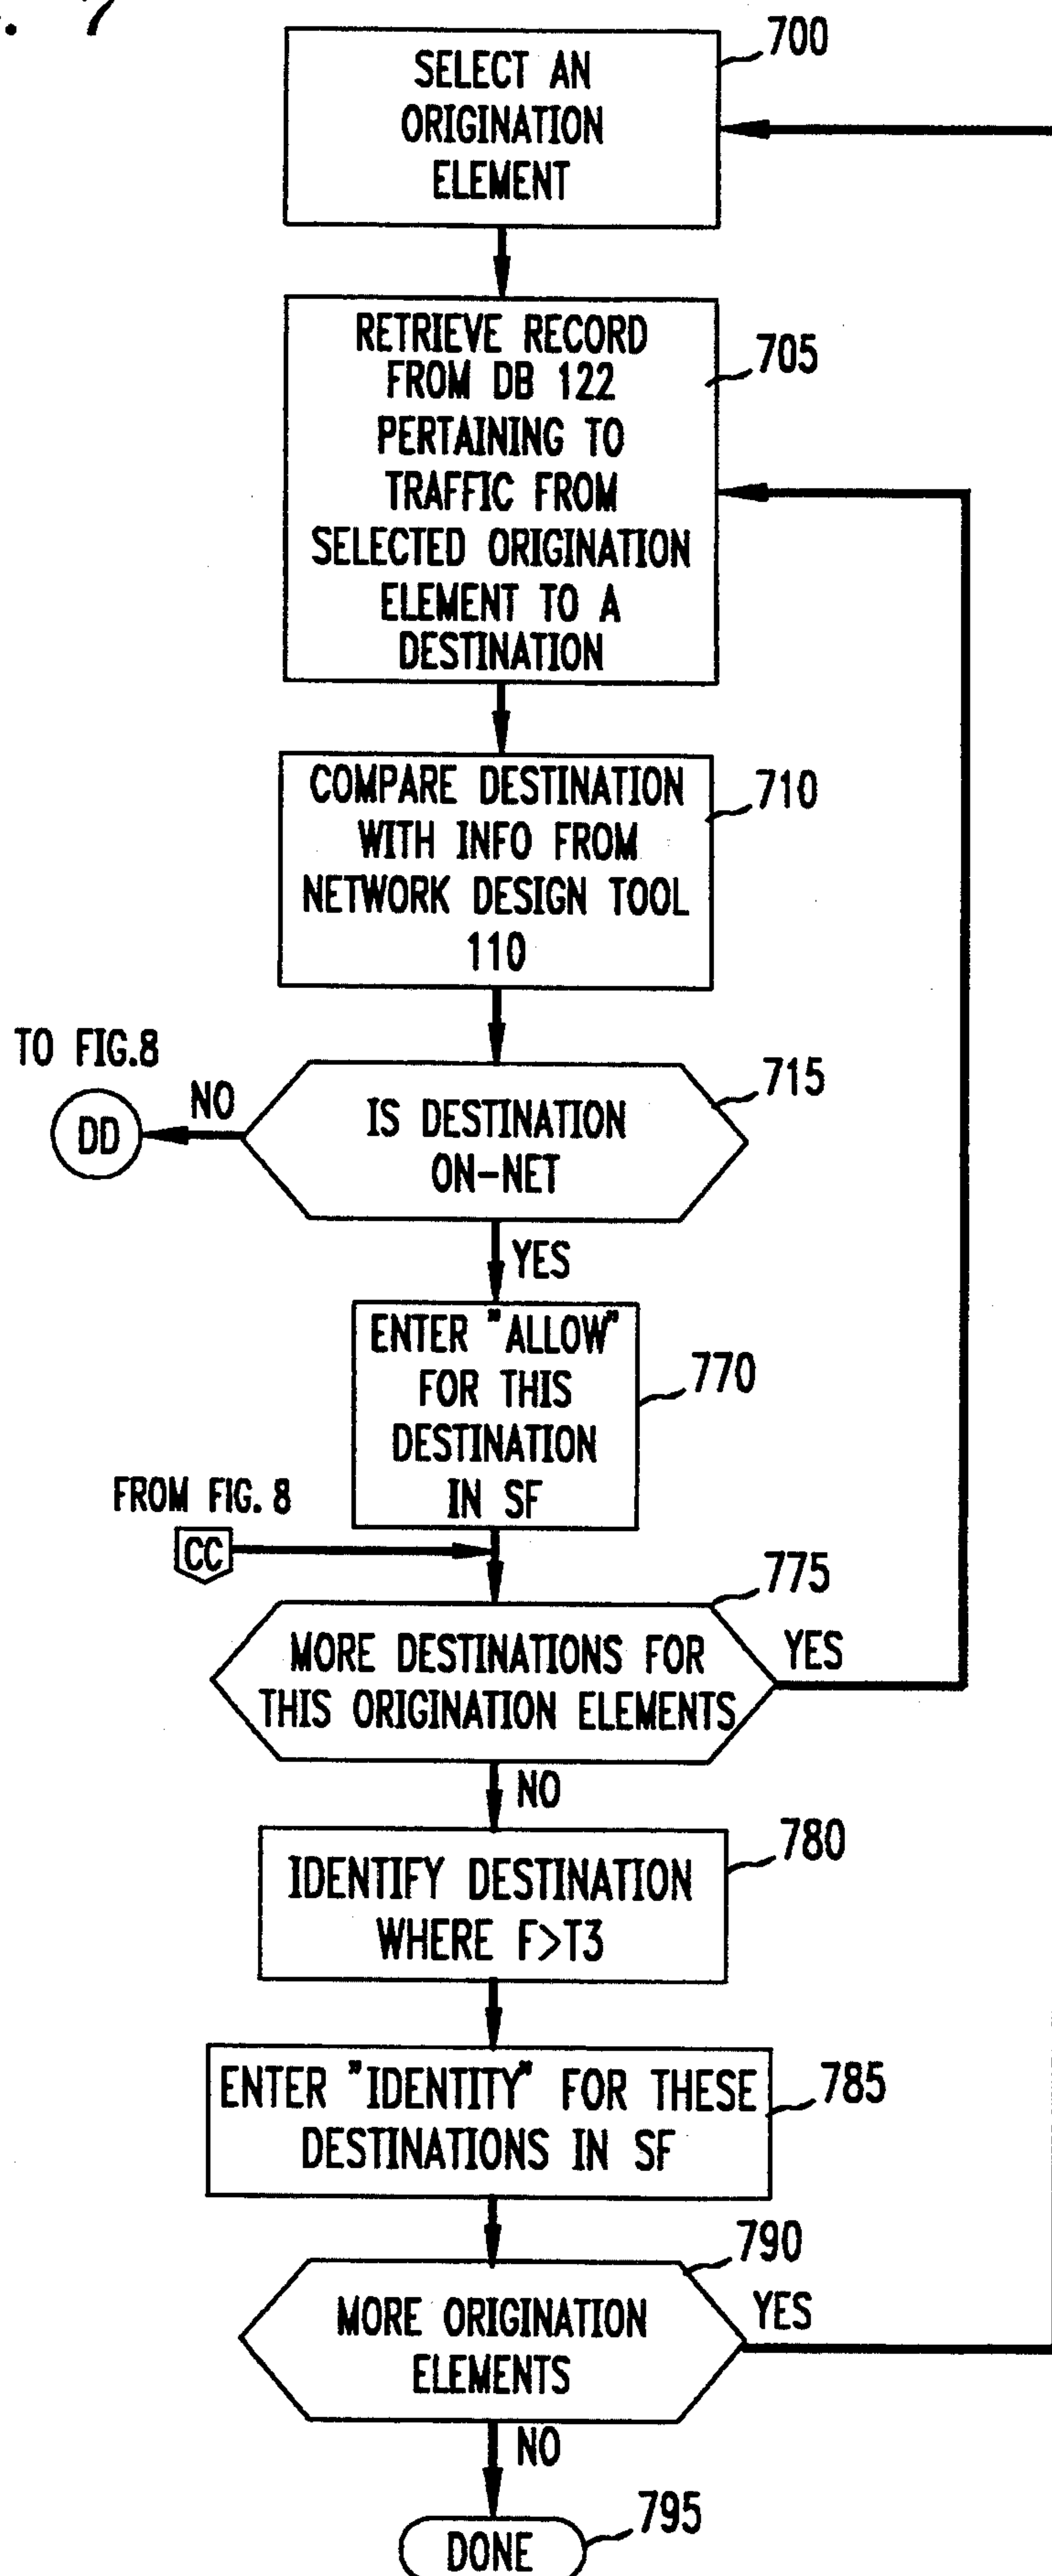 . 7
700
SELECT AN
ORIGINATION
ELEMENT
RETRIEVE RECORD
FROM DB 122
PERTAINING TO
TRAFFIC FROM
SELECTED ORIGINATION
ELEMENT TO A
DESTINATION
705
COMPARE DESTINATION
WITH INFO FROM
NETWORK DESIGN TOOL
110
710
TO FIG.8
DD
NO
715
IS DESTINATION
ON-NET
YES
ENTER "ALLOW"
FOR THIS
DESTINATION
IN SF
770
FROM FIG. 8
CC
775
MORE DESTINATIONS FOR
THIS ORIGINATION ELEMENTS
YES
NO
780
IDENTIFY DESTINATION
WHERE F>T3
ENTER "IDENTITY" FOR THESE
DESTINATIONS IN SF
785
790
MORE ORIGINATION
ELEMENTS
YES
NO
795
DONE